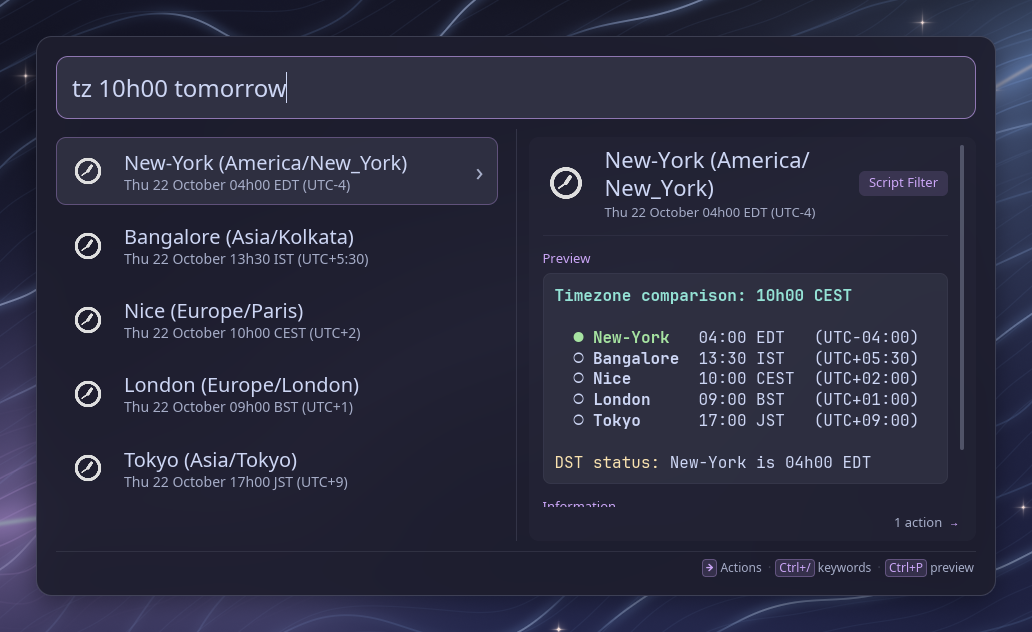 tz 10h00 tomorrow
New-York (America/New_York)
Thu 22 October 04h00 EDT (UTC-4)
Bangalore (Asia/Kolkata)
Thu 22 October 13h30 IST (UTC+5:30)
Nice (Europe/Paris)
Thu 22 October 10h00 CEST (UTC+2)
London (Europe/London)
Thu 22 October 09h00 BST (UTC+1)
Tokyo (Asia/Tokyo)
Thu 22 October 17h00 JST (UTC+9)
New-York (America/
New_York)
Thu 22 October 04h00 EDT (UTC-4)
Script Filter
Preview
Timezone comparison: 10h00 CEST
New-York 04:00 EDT (UTC-04:00)
Bangalore 13:30 IST (UTC+05:30)
Nice 10:00 CEST (UTC+02:00)
London 09:00 BST (UTC+01:00)
Tokyo 17:00 JST (UTC+09:00)
DST status: New-York is 04h00 EDT
Information
1 action →
→ Actions · Ctrl+/ keywords · Ctrl+P preview